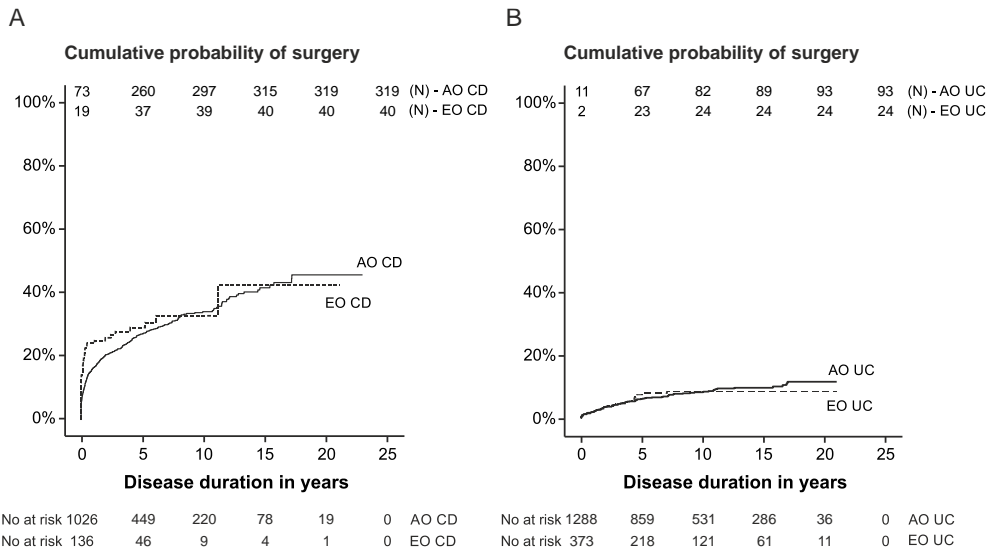 A
Cumulative probability of surgery
73 260 297 315 319 319 (N) - AO CD
100%
19 37 39 40 40 40 (N) - EO CD
80%
60%
AO CD
40%
EO CD
20%
0%
0 5 10 15 20 25
Disease duration in years
No at risk 1026 449 220 78 19 0 AO CD
No at risk 136 46 9 4 1 0 EO CD
B
Cumulative probability of surgery
11 67 82 89 93 93 (N) - AO UC
100%
2 23 24 24 24 24 (N) - EO UC
80%
60%
40%
20%
AO UC
EO UC
0%
0 5 10 15 20 25
Disease duration in years
No at risk 1288 859 531 286 36 0 AO UC
No at risk 373 218 121 61 11 0 EO UC